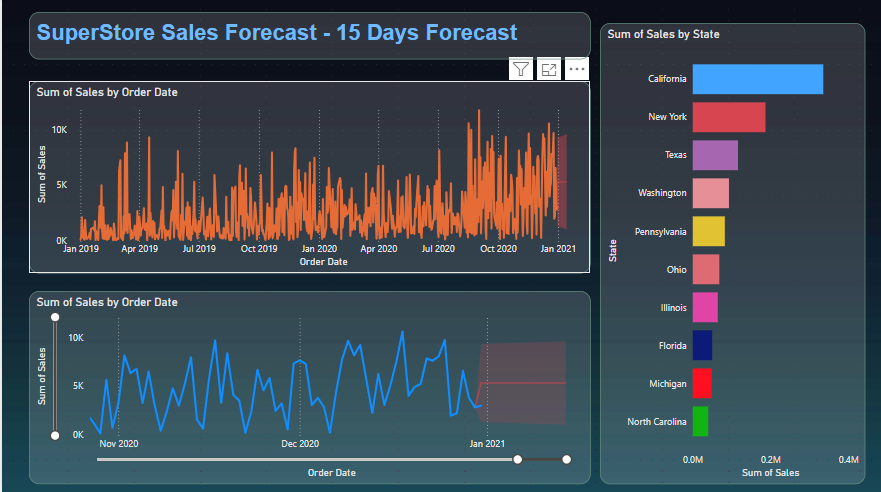 SuperStore Sales Forecast - 15 Days Forecast
Sum of Sales by Order Date
Sum of Sales
10K
5K
0K
Jan 2019
Apr 2019
Jul 2019
Oct 2019
Jan 2020
Apr 2020
Jul 2020
Oct 2020
Jan 2021
Order Date
Sum of Sales by Order Date
Sum of Sales
10K
5K
0K
Nov 2020
Dec 2020
Jan 2021
Order Date
Sum of Sales by State
State
California
New York
Texas
Washington
Pennsylvania
Ohio
Illinois
Florida
Michigan
North Carolina
0.0M
0.2M
0.4M
Sum of Sales